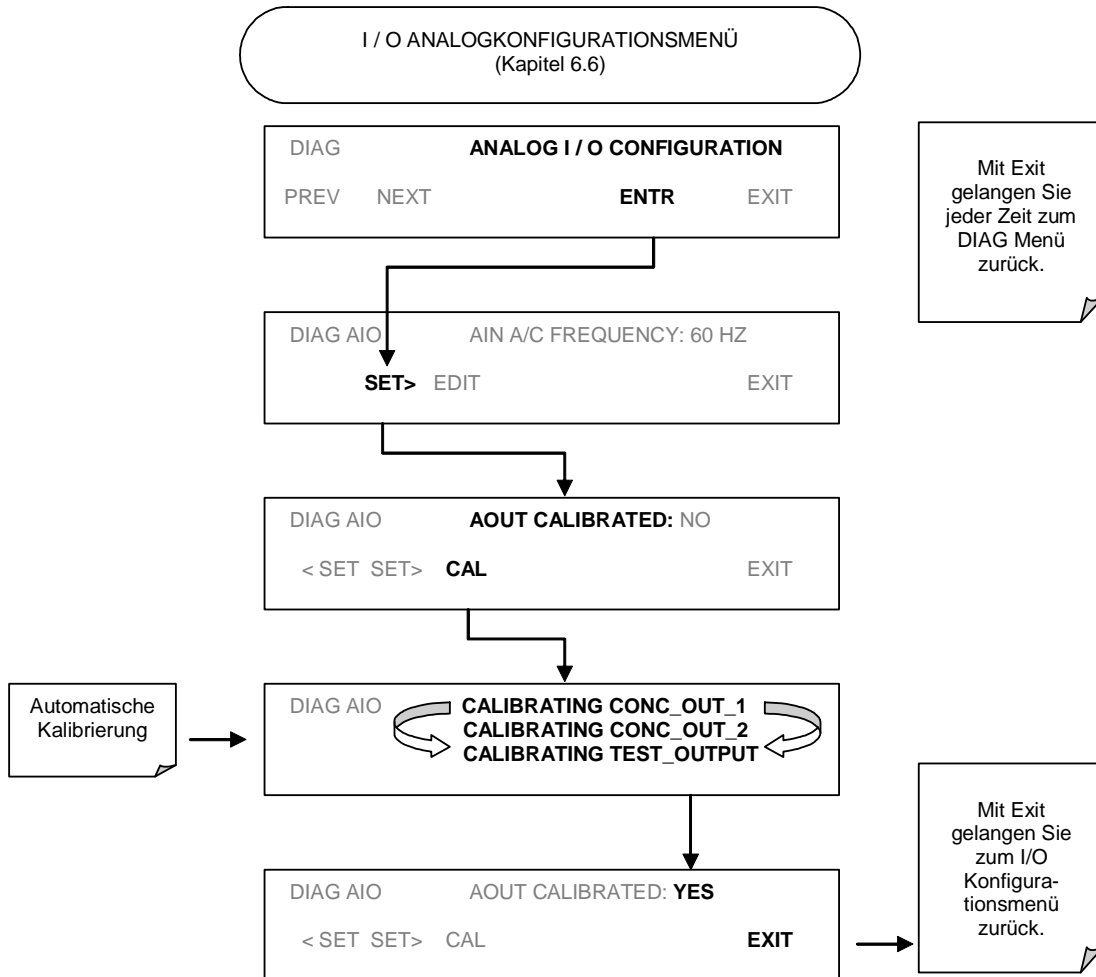 I / O ANALOGKONFIGURATIONSMENÜ
(Kapitel 6.6)
DIAG ANALOG I / O CONFIGURATION
PREV NEXT ENTR EXIT
Mit Exit
gelangen Sie
jeder Zeit zum
DIAG Menü
zurück.
DIAG AIO AIN A/C FREQUENCY: 60 HZ
SET> EDIT EXIT
DIAG AIO AOUT CALIBRATED: NO
< SET SET> CAL EXIT
Automatische
Kalibrierung
DIAG AIO CALIBRATING CONC_OUT_1
CALIBRATING CONC_OUT_2
CALIBRATING TEST_OUTPUT
DIAG AIO AOUT CALIBRATED: YES
< SET SET> CAL EXIT
Mit Exit
gelangen Sie
zum I/O
Konfigura-
tionsmenü
zurück.